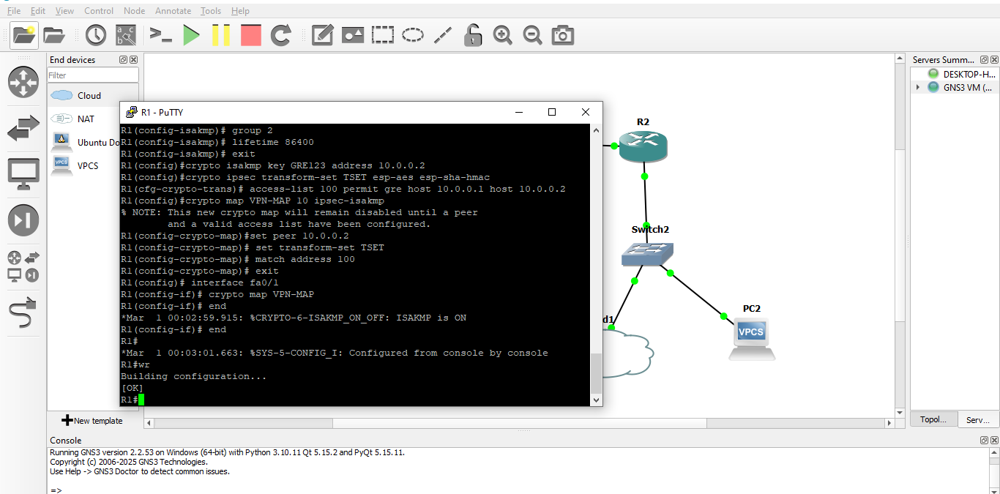 File Edit View Control Node Annotate Tools Help
End devices
Filter
Cloud
NAT
Ubuntu Do
VPCS
VPCS
New template
R1 - PuTTY
R1(config-isakmp)# group 2
R1(config-isakmp)# lifetime 86400
R1(config-isakmp)# exit
R1(config)#crypto isakmp key GRE123 address 10.0.0.2
R1(config)#crypto ipsec transform-set TSET esp-aes esp-sha-hmac
R1(cfg-crypto-trans)# access-list 100 permit gre host 10.0.0.1 host 10.0.0.2
R1(config)#crypto map VPN-MAP 10 ipsec-isakmp
% NOTE: This new crypto map will remain disabled until a peer
and a valid access list have been configured.
R1(config-crypto-map)#set peer 10.0.0.2
R1(config-crypto-map)# set transform-set TSET
R1(config-crypto-map)# match address 100
R1(config-crypto-map)# exit
R1(config)# interface fa0/1
R1(config-if)# crypto map VPN-MAP
R1(config-if)# end
*Mar  1 00:02:59.915: %CRYPTO-6-ISAKMP_ON_OFF: ISAKMP is ON
R1(config-if)# end
R1#
*Mar  1 00:03:01.663: %SYS-5-CONFIG_I: Configured from console by console
R1#wr
Building configuration...
[OK]
R1#
R2
Switch2
d1
PC2
VPCS
Servers Summ...
DESKTOP-H...
GNS3 VM (...
Topol... Serv...
Console
Running GNS3 version 2.2.53 on Windows (64-bit) with Python 3.10.11 Qt 5.15.2 and PyQt 5.15.11.
Copyright (c) 2006-2025 GNS3 Technologies.
Use Help -> GNS3 Doctor to detect common issues.
=>